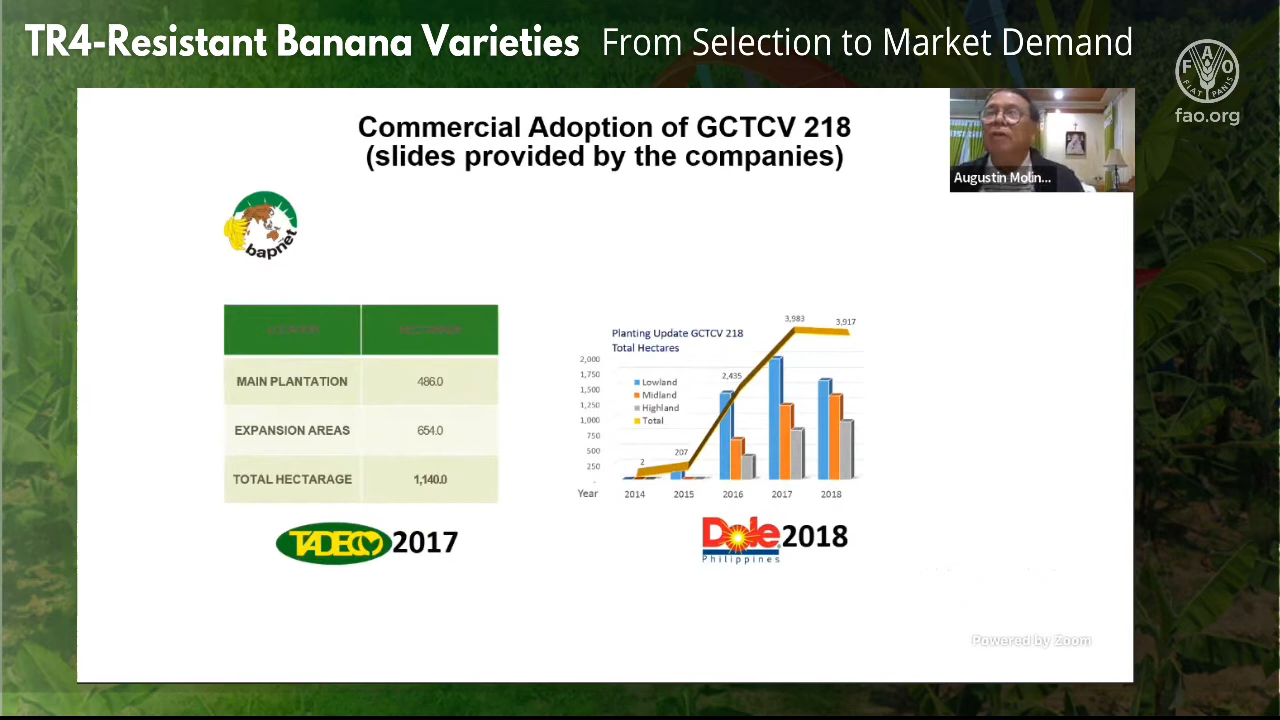 TR4-Resistant Banana Varieties From Selection to Market Demand
FAO
FIAT PANIS
fao.org
Commercial Adoption of GCTCV 218
(slides provided by the companies)
Augustin Molin...
bapnet
LOCATION HECTARAGE
MAIN PLANTATION 486.0
EXPANSION AREAS 654.0
TOTAL HECTARAGE 1,140.0
TADECO 2017
Planting Update GCTCV 218
Total Hectares
2,000
1,750
1,500
1,250
1,000
750
500
250
-
Lowland
Midland
Highland
Total
2
207
2,435
3,983
3,917
Year 2014 2015 2016 2017 2018
Dole 2018
Philippines
Powered by Zoom